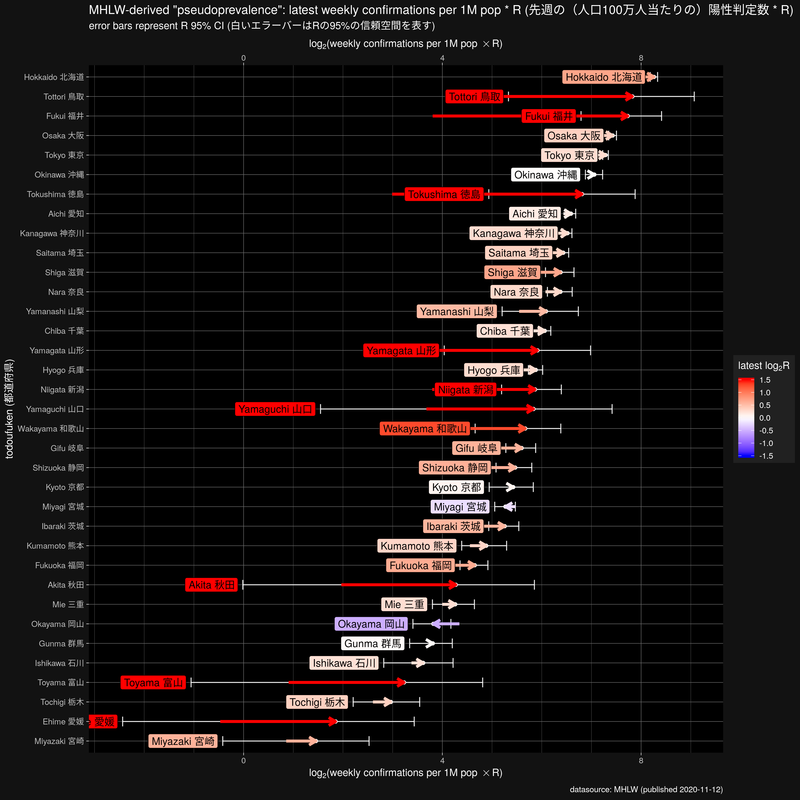 MHLW-derived "pseudoprevalence": latest weekly confirmations per 1M pop * R (先週の（人口100万人当たりの）陽性判定数 * R)
error bars represent R 95% CI (白いエラーバーはRの95%の信頼空間を表す)
log₂(weekly confirmations per 1M pop × R)
0 4 8
Hokkaido 北海道 Hokkaido 北海道
Tottori 鳥取 Tottori 鳥取
Fukui 福井 Fukui 福井
Osaka 大阪 Osaka 大阪
Tokyo 東京 Tokyo 東京
Okinawa 沖縄 Okinawa 沖縄
Tokushima 徳島 Tokushima 徳島
Aichi 愛知 Aichi 愛知
Kanagawa 神奈川 Kanagawa 神奈川
Saitama 埼玉 Saitama 埼玉
Shiga 滋賀 Shiga 滋賀
Nara 奈良 Nara 奈良
Yamanashi 山梨 Yamanashi 山梨
Chiba 千葉 Chiba 千葉
Yamagata 山形 Yamagata 山形
Hyogo 兵庫 Hyogo 兵庫
Niigata 新潟 Niigata 新潟
Yamaguchi 山口 Yamaguchi 山口
Wakayama 和歌山 Wakayama 和歌山
Gifu 岐阜 Gifu 岐阜
Shizuoka 静岡 Shizuoka 静岡
Kyoto 京都 Kyoto 京都
Miyagi 宮城 Miyagi 宮城
Ibaraki 茨城 Ibaraki 茨城
Kumamoto 熊本 Kumamoto 熊本
Fukuoka 福岡 Fukuoka 福岡
Akita 秋田 Akita 秋田
Mie 三重 Mie 三重
Okayama 岡山 Okayama 岡山
Gunma 群馬 Gunma 群馬
Ishikawa 石川 Ishikawa 石川
Toyama 富山 Toyama 富山
Tochigi 栃木 Tochigi 栃木
Ehime 愛媛 愛媛
Miyazaki 宮崎 Miyazaki 宮崎
0 4 8
log₂(weekly confirmations per 1M pop × R)
todoufuken (都道府県)
latest log₂R
1.5
1.0
0.5
0.0
-0.5
-1.0
-1.5
datasource: MHLW (published 2020-11-12)